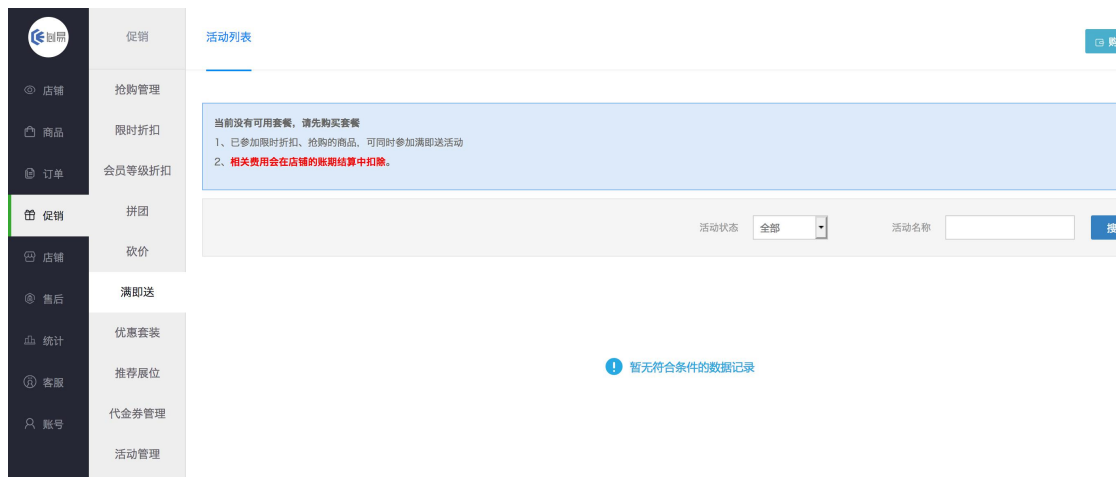 创易
店铺
商品
订单
促销
店铺
售后
统计
客服
账号
促销
抢购管理
限时折扣
会员等级折扣
拼团
砍价
满即送
优惠套装
推荐展位
代金券管理
活动管理
活动列表
购
当前没有可用套餐，请先购买套餐
1、已参加限时折扣、抢购的商品，可同时参加满即送活动
2、相关费用会在店铺的账期结算中扣除。
活动状态 全部 活动名称 搜
暂无符合条件的数据记录